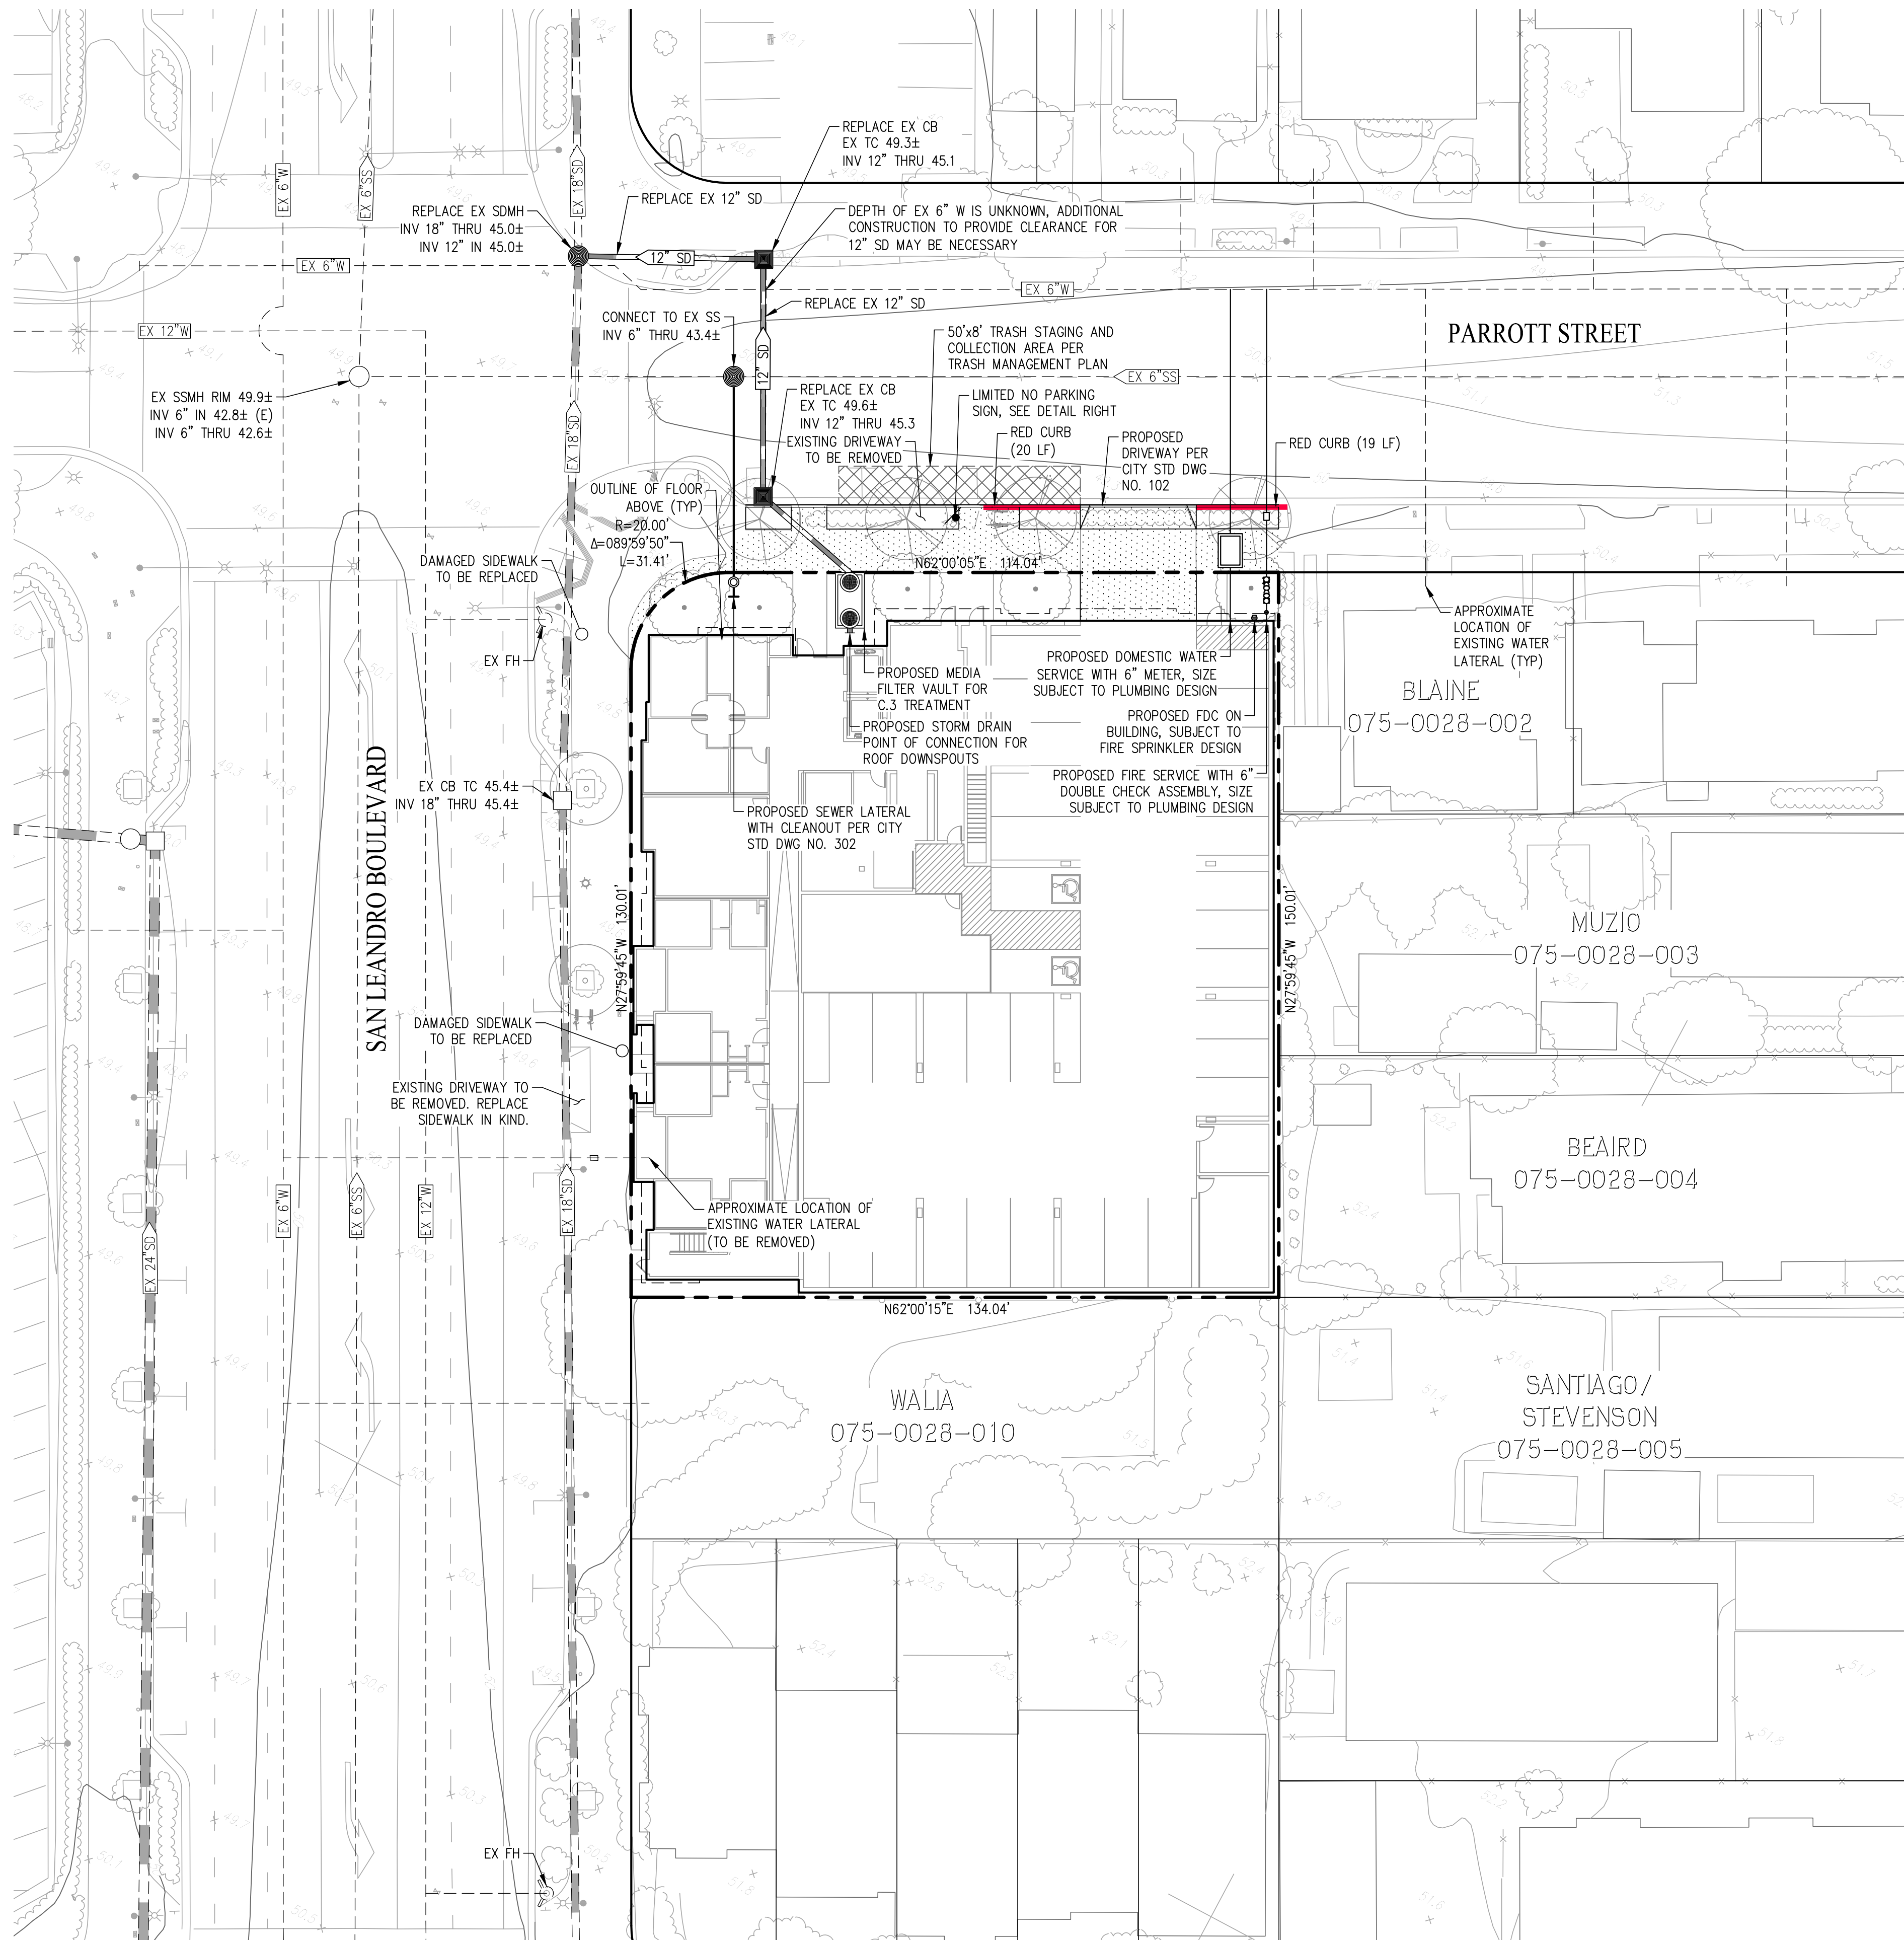 REPLACE EX CB
EX TC 49.3±
INV 12" THRU 45.1
EX 6"W
EX 6"SS
EX 18"SD
REPLACE EX 12" SD
REPLACE EX SDMH
INV 18" THRU 45.0±
INV 12" IN 45.0±
DEPTH OF EX 6" W IS UNKNOWN, ADDITIONAL
CONSTRUCTION TO PROVIDE CLEARANCE FOR
12" SD MAY BE NECESSARY
12" SD
EX 6"W
EX 6"W
REPLACE EX 12" SD
CONNECT TO EX SS
INV 6" THRU 43.4±
EX 12"W
50'x8' TRASH STAGING AND
COLLECTION AREA PER
TRASH MANAGEMENT PLAN
PARROTT STREET
12" SD
EX 6"SS
EX SSMH RIM 49.9±
INV 6" IN 42.8± (E)
INV 6" THRU 42.6±
REPLACE EX CB
EX TC 49.6±
INV 12" THRU 45.3
LIMITED NO PARKING
SIGN, SEE DETAIL RIGHT
EX 18"SD
EXISTING DRIVEWAY
TO BE REMOVED
RED CURB
(20 LF)
PROPOSED
DRIVEWAY PER
CITY STD DWG
NO. 102
RED CURB (19 LF)
OUTLINE OF FLOOR
ABOVE (TYP)
R=20.00'
Δ=089°59'50"
L=31.41'
DAMAGED SIDEWALK
TO BE REPLACED
N62°00'05"E 114.04'
APPROXIMATE
LOCATION OF
EXISTING WATER
LATERAL (TYP)
EX FH
PROPOSED MEDIA
FILTER VAULT FOR
C.3 TREATMENT
PROPOSED DOMESTIC WATER
SERVICE WITH 6" METER, SIZE
SUBJECT TO PLUMBING DESIGN
BLAINE
075-0028-002
PROPOSED STORM DRAIN
POINT OF CONNECTION FOR
ROOF DOWNSPOUTS
PROPOSED FDC ON
BUILDING, SUBJECT TO
FIRE SPRINKLER DESIGN
SAN LEANDRO BOULEVARD
EX CB TC 45.4±
INV 18" THRU 45.4±
PROPOSED FIRE SERVICE WITH 6"
DOUBLE CHECK ASSEMBLY, SIZE
SUBJECT TO PLUMBING DESIGN
PROPOSED SEWER LATERAL
WITH CLEANOUT PER CITY
STD DWG NO. 302
N27°59'45"W 130.01'
N27°59'45"W 150.01'
MUZIO
075-0028-003
DAMAGED SIDEWALK
TO BE REPLACED
EXISTING DRIVEWAY TO
BE REMOVED. REPLACE
SIDEWALK IN KIND.
BEAIRD
075-0028-004
EX 24"SD
EX 6"W
EX 6"SS
EX 12"W
EX 18"SD
APPROXIMATE LOCATION OF
EXISTING WATER LATERAL
(TO BE REMOVED)
N62°00'15"E 134.04'
WALIA
075-0028-010
SANTIAGO/
STEVENSON
075-0028-005
EX FH